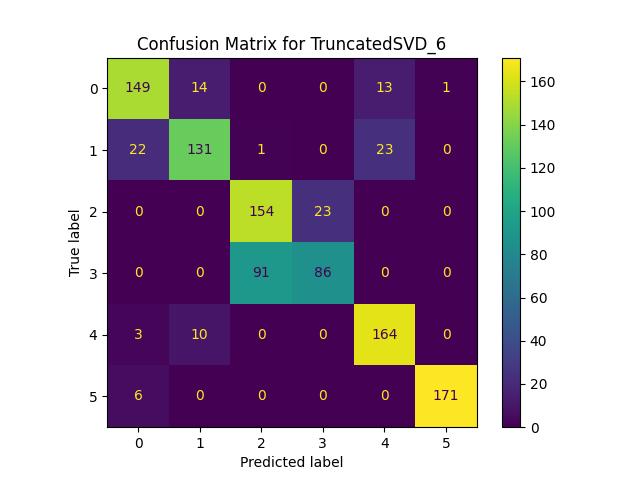 Confusion Matrix for TruncatedSVD_6
0 149 14 0 0 13 1
1 22 131 1 0 23 0
2 0 0 154 23 0 0
3 0 0 91 86 0 0
4 3 10 0 0 164 0
5 6 0 0 0 0 171
0 1 2 3 4 5
Predicted label
True label
160
140
120
100
80
60
40
20
0